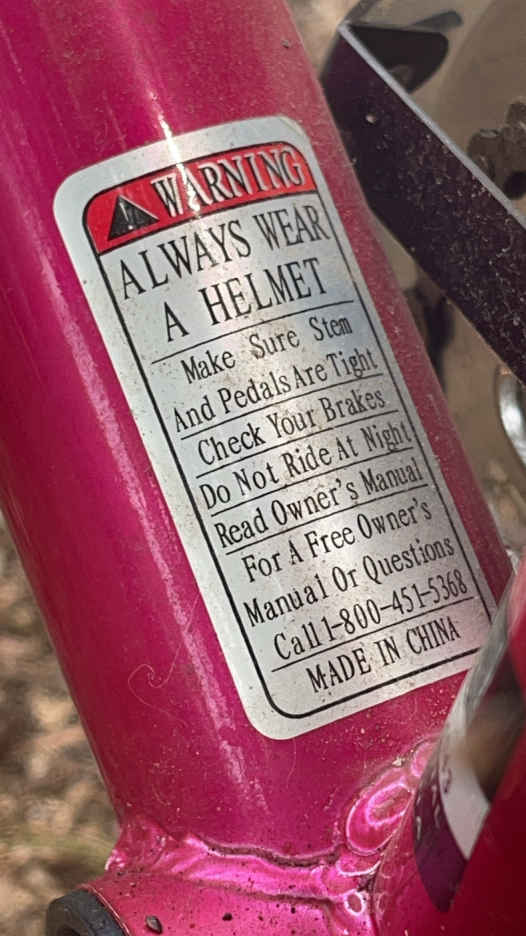 WARNING
ALWAYS WEAR
A HELMET
Make Sure Stem
And Pedals Are Tight
Check Your Brakes
Do Not Ride At Night
Read Owner's Manual
For A Free Owner's
Manual Or Questions
Call 1-800-451-5368
MADE IN CHINA